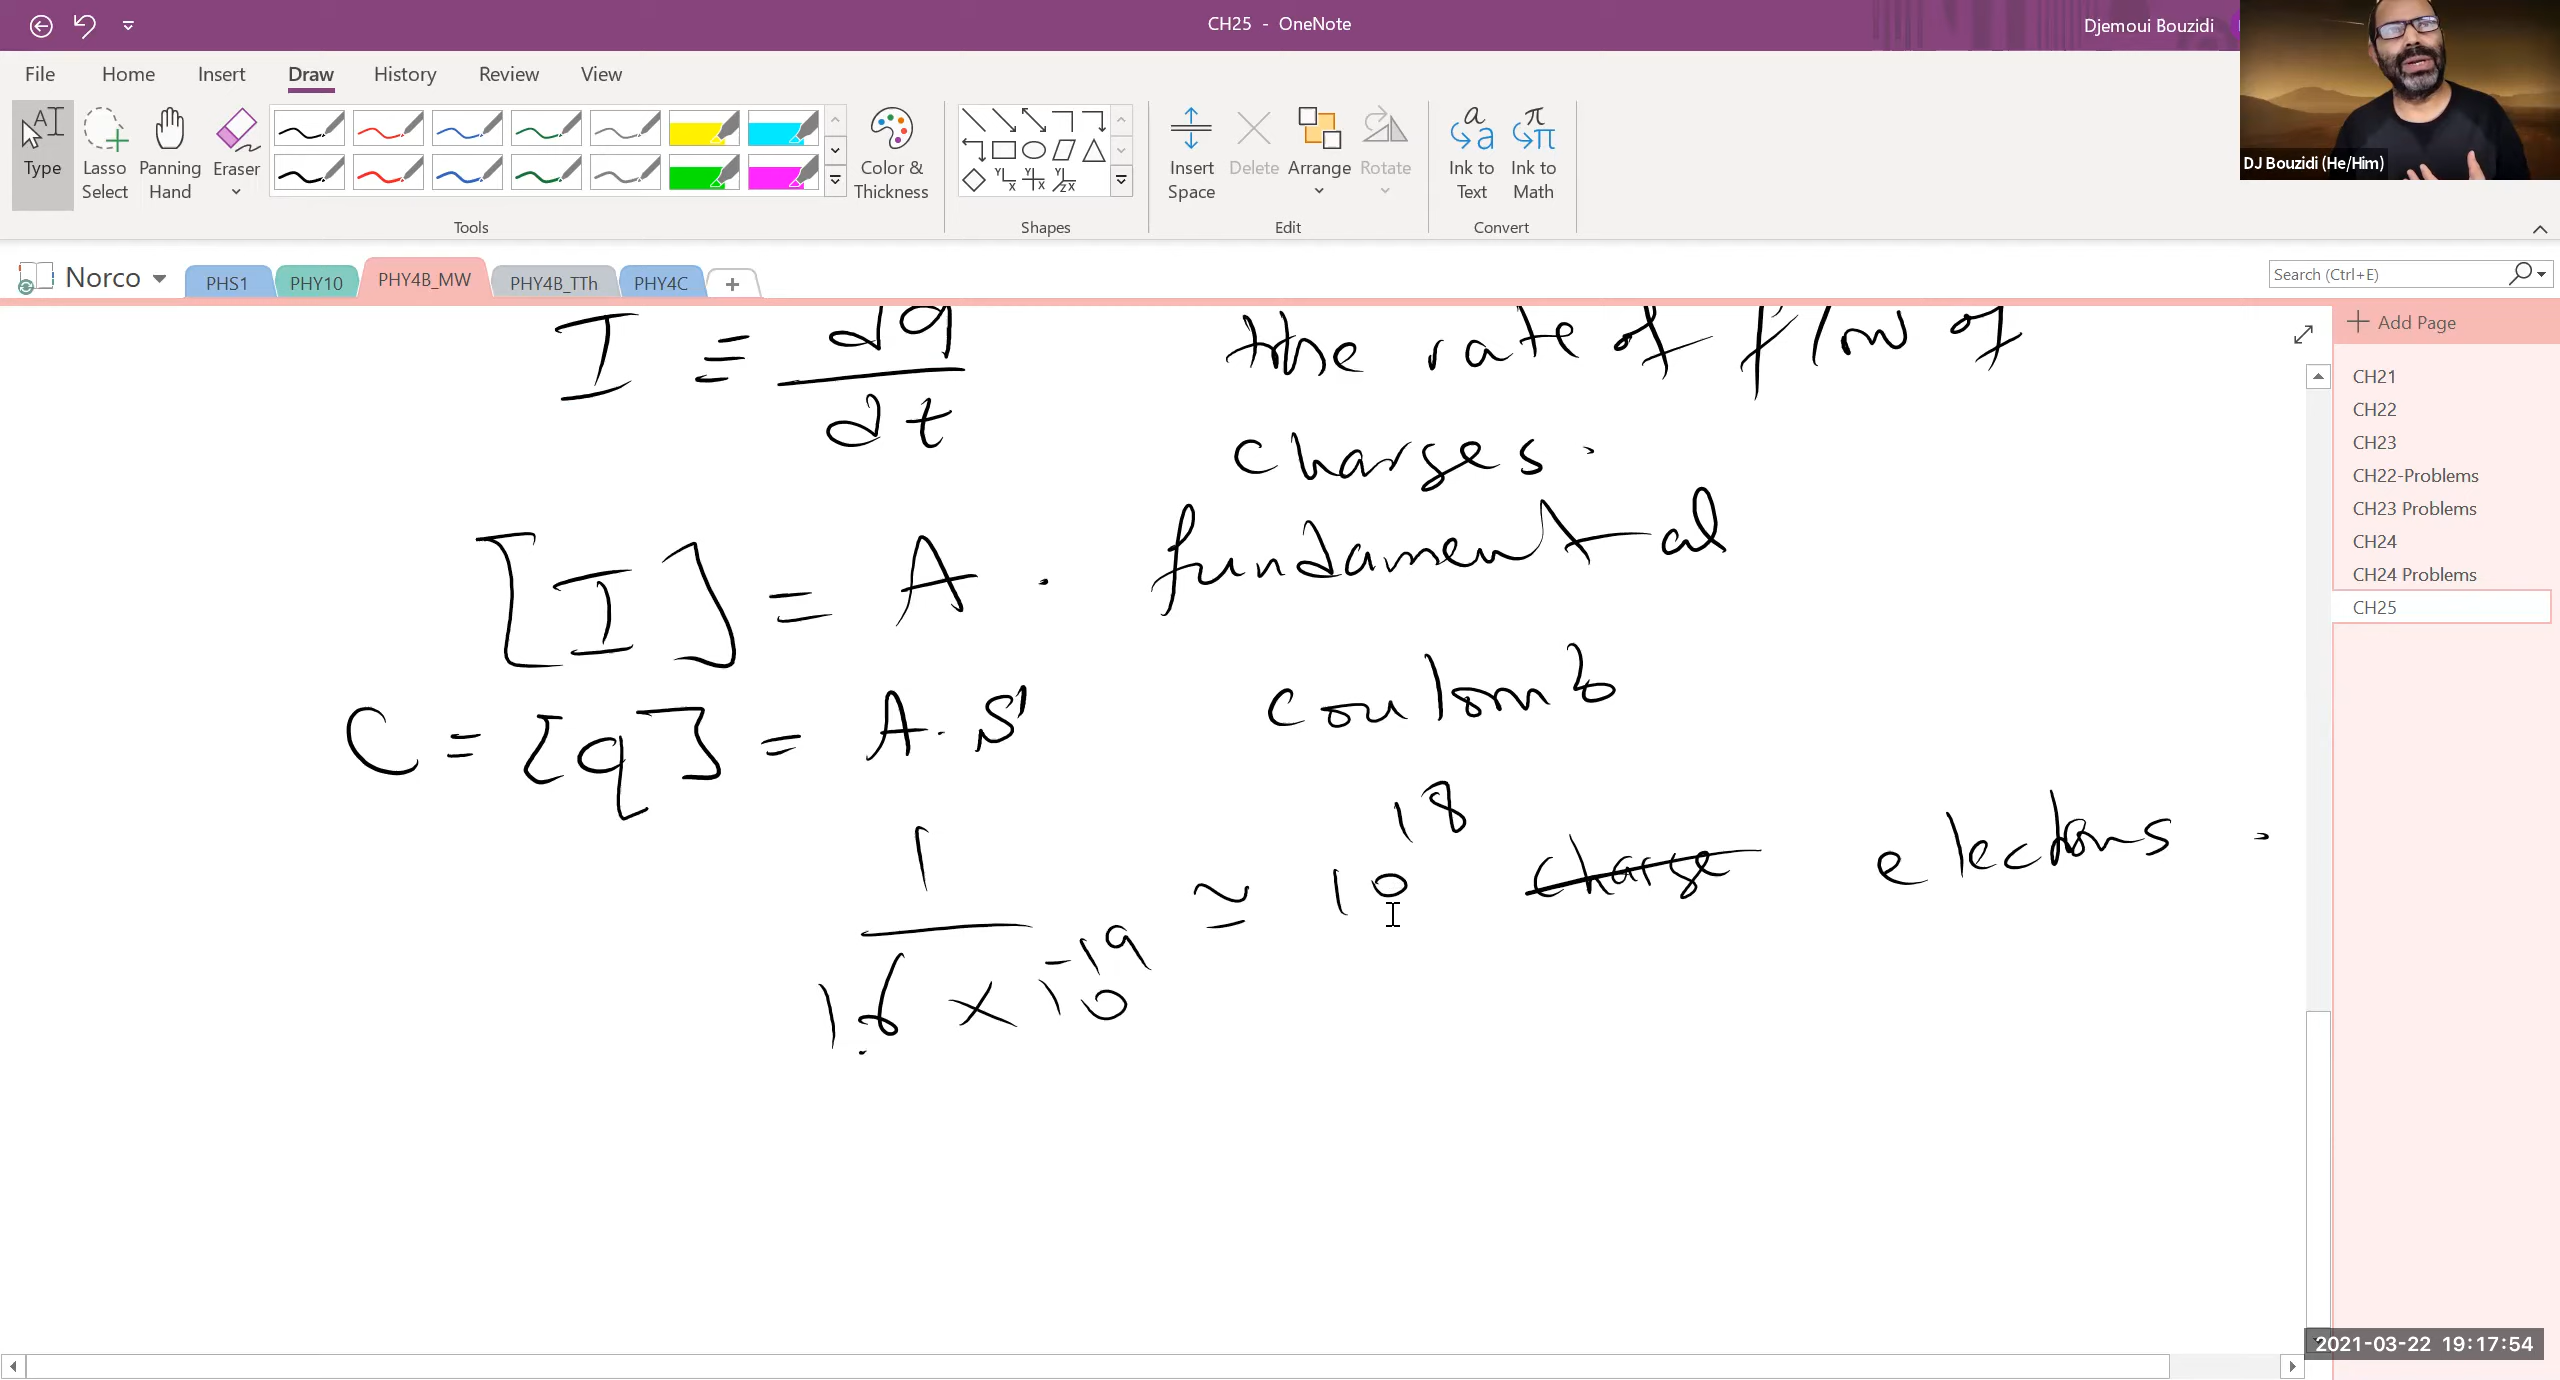 CH25 - OneNote
Djemoui Bouzidi
File Home Insert Draw History Review View
Type
Lasso Select
Panning Hand
Eraser
Color & Thickness
Insert Space
Delete
Arrange
Rotate
Ink to Text
Ink to Math
Tools
Shapes
Edit
Convert
DJ Bouzidi (He/Him)
Norco
PHS1 PHY10 PHY4B_MW PHY4B_TTh PHY4C +
Search (Ctrl+E)
Add Page
CH21
CH22
CH23
CH22-Problems
CH23 Problems
CH24
CH24 Problems
CH25
I ≡ dq/dt the rate of flow of
charges.
[I] = A. fundamental
C = [q] = A.s coulomb
1/1.6 × 10^-19 ≃ 10^18 charge electrons.
2021-03-22 19:17:54